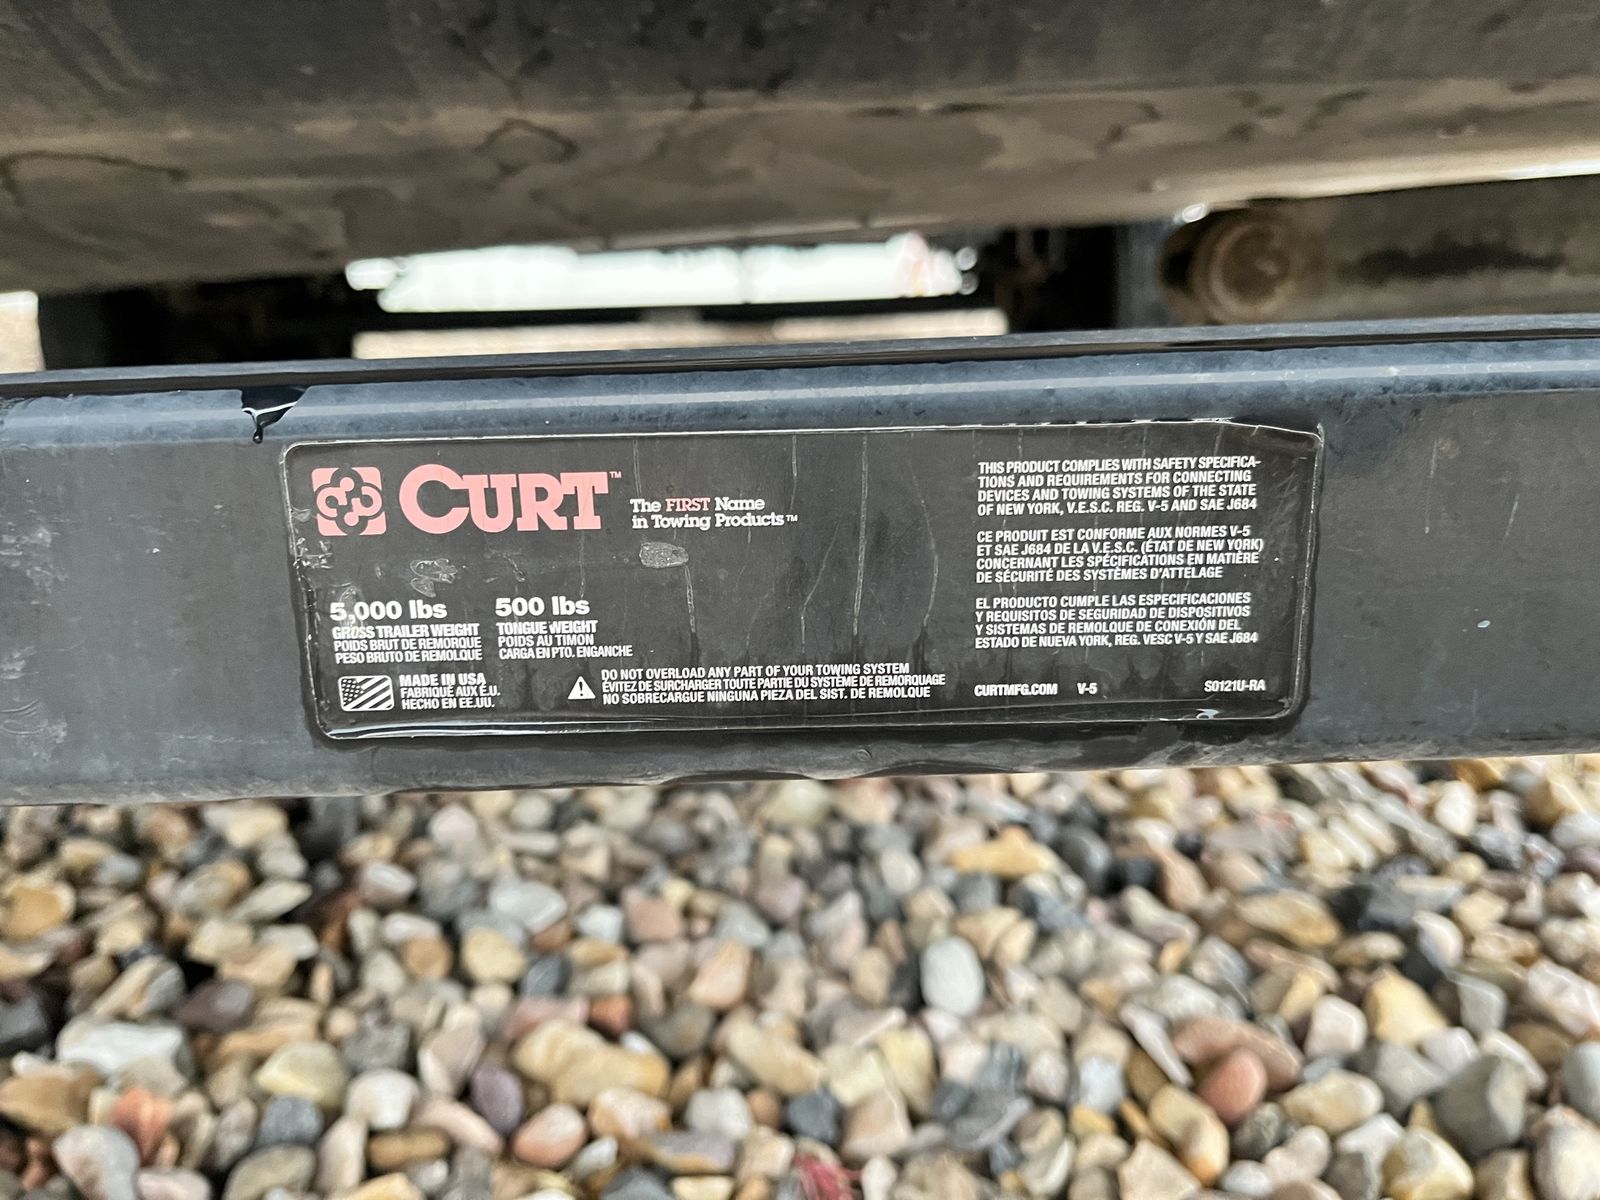 CURT™
The FIRST Name
in Towing Products™
5,000 lbs
GROSS TRAILER WEIGHT
POIDS BRUT DE REMORQUE
PESO BRUTO DE REMOLQUE
500 lbs
TONGUE WEIGHT
POIDS AU TIMON
CARGA EN PTO. ENGANCHE
MADE IN USA
FABRIQUÉ AUX É.U.
HECHO EN EE.UU.
DO NOT OVERLOAD ANY PART OF YOUR TOWING SYSTEM
ÉVITEZ DE SURCHARGER TOUTE PARTIE DU SYSTÈME DE REMORQUAGE
NO SOBRECARGUE NINGUNA PIEZA DEL SIST. DE REMOLQUE
THIS PRODUCT COMPLIES WITH SAFETY SPECIFICA-
TIONS AND REQUIREMENTS FOR CONNECTING
DEVICES AND TOWING SYSTEMS OF THE STATE
OF NEW YORK, V.E.S.C. REG. V-5 AND SAE J684
CE PRODUIT EST CONFORME AUX NORMES V-5
ET SAE J684 DE LA V.E.S.C. (ÉTAT DE NEW YORK)
CONCERNANT LES SPÉCIFICATIONS EN MATIÈRE
DE SÉCURITÉ DES SYSTÈMES D'ATTELAGE
EL PRODUCTO CUMPLE LAS ESPECIFICACIONES
Y REQUISITOS DE SEGURIDAD DE DISPOSITIVOS
Y SISTEMAS DE REMOLQUE DE CONEXIÓN DEL
ESTADO DE NUEVA YORK, REG. VESC V-5 Y SAE J684
CURTMFG.COM V-5 S0121U-RA